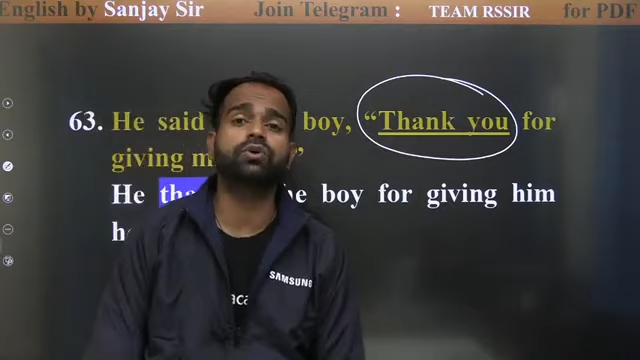 English by Sanjay Sir Join Telegram : TEAM RSSIR for PDF
63. He said boy, “Thank you for
giving
He the boy for giving him
SAMSUNG